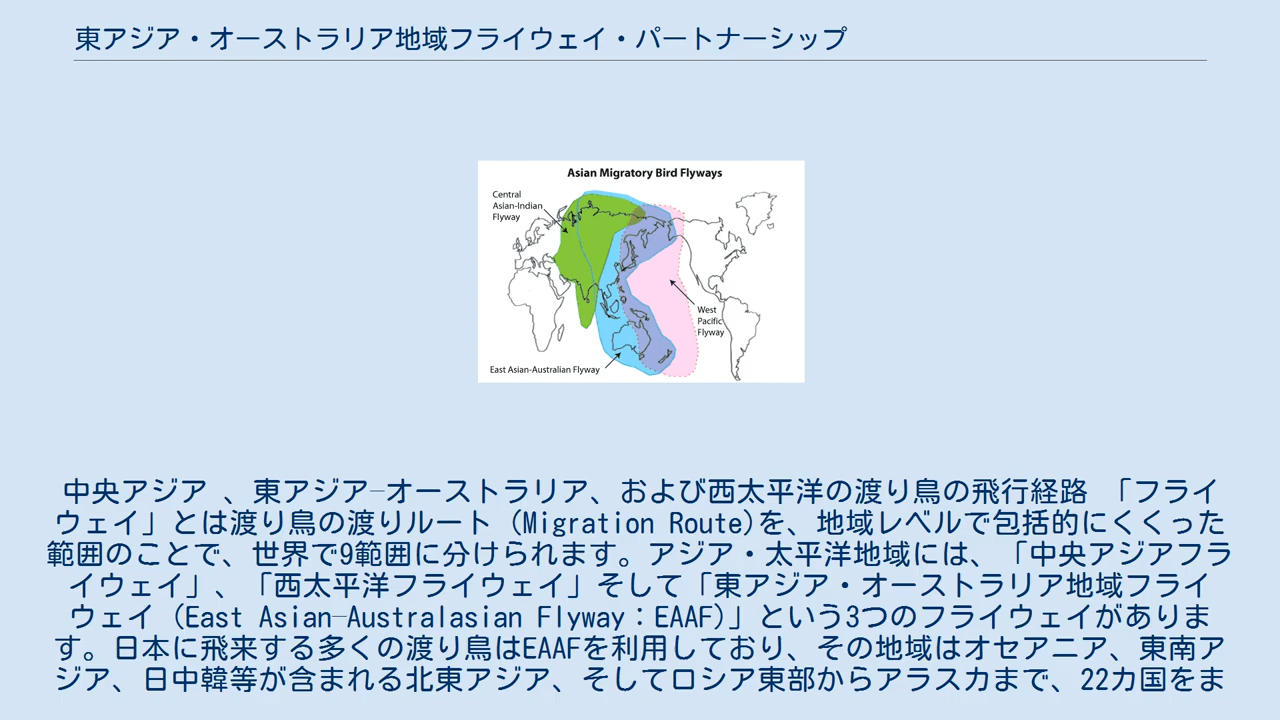 東アジア・オーストラリア地域フライウェイ・パートナーシップ
Asian Migratory Bird Flyways
Central
Asian-Indian
Flyway
West
Pacific
Flyway
East Asian-Australian Flyway
中央アジア 、東アジア–オーストラリア、および西太平洋の渡り鳥の飛行経路 「フライ
ウェイ」とは渡り鳥の渡りルート (Migration Route)を、地域レベルで包括的にくくった
範囲のことで、世界で9範囲に分けられます。アジア・太平洋地域には、「中央アジアフラ
イウェイ」、「西太平洋フライウェイ」そして「東アジア・オーストラリア地域フライ
ウェイ (East Asian–Australasian Flyway：EAAF)」という3つのフライウェイがありま
す。日本に飛来する多くの渡り鳥はEAAFを利用しており、その地域はオセアニア、東南ア
ジア、日中韓等が含まれる北東アジア、そしてロシア東部からアラスカまで、22カ国をま